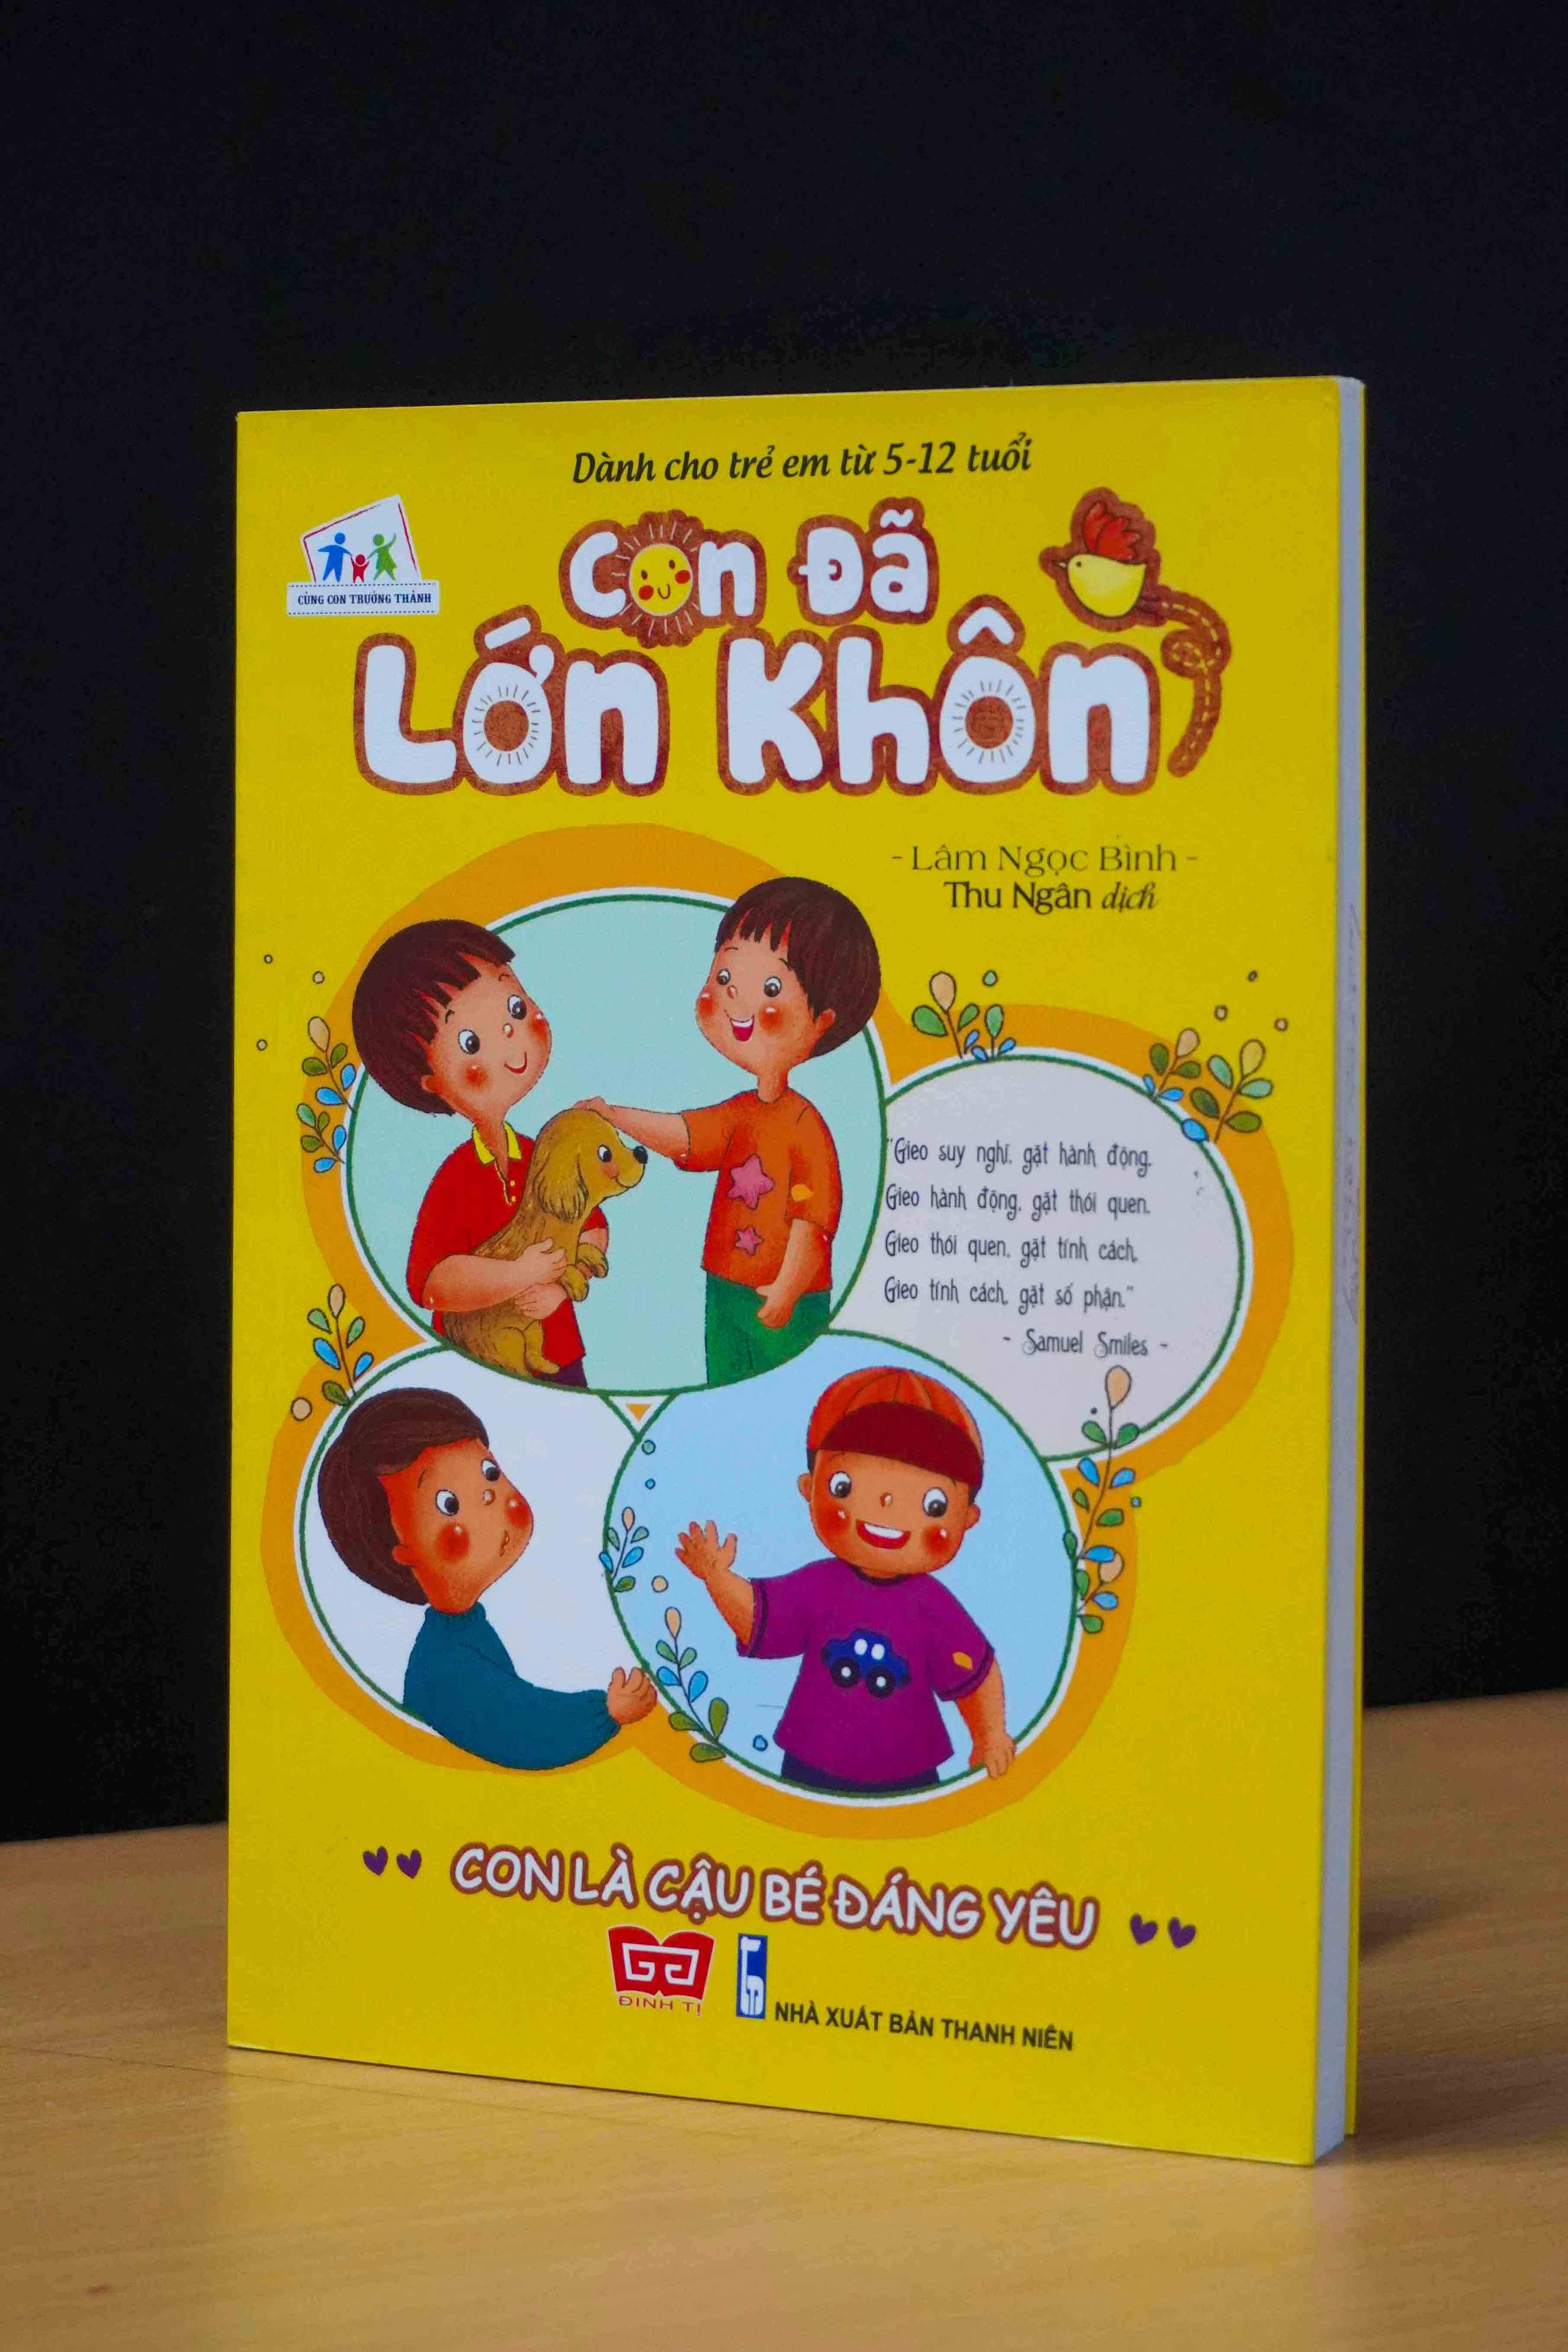 Dành cho trẻ em từ 5-12 tuổi
CÙNG CON TRƯỞNG THÀNH
Con Đã
Lớn Khôn
- Lâm Ngọc Bình -
Thu Ngân dịch
"Gieo suy nghĩ, gặt hành động.
Gieo hành động, gặt thói quen.
Gieo thói quen, gặt tính cách.
Gieo tính cách, gặt số phận."
- Samuel Smiles -
CON LÀ CẬU BÉ ĐÁNG YÊU
ĐINH TỊ
NHÀ XUẤT BẢN THANH NIÊN